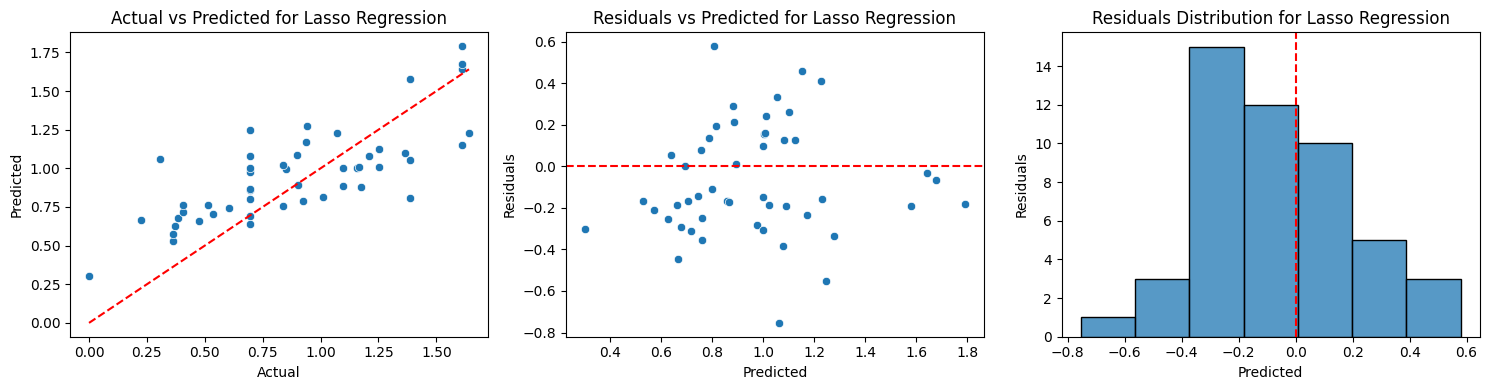 Actual vs Predicted for Lasso Regression
1.75
1.50
1.25
1.00
0.75
0.50
0.25
0.00
Predicted
0.00 0.25 0.50 0.75 1.00 1.25 1.50
Actual
Residuals vs Predicted for Lasso Regression
0.6
0.4
0.2
0.0
−0.2
−0.4
−0.6
−0.8
Residuals
0.4 0.6 0.8 1.0 1.2 1.4 1.6 1.8
Predicted
Residuals Distribution for Lasso Regression
14
12
10
8
6
4
2
0
Residuals
−0.8 −0.6 −0.4 −0.2 0.0 0.2 0.4 0.6
Predicted